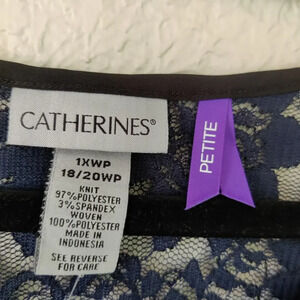 CATHERINES®
1XWP
18/20WP
KNIT
97%POLYESTER
3%SPANDEX
WOVEN
100%POLYESTER
MADE IN
INDONESIA
SEE REVERSE
FOR CARE
PETITE